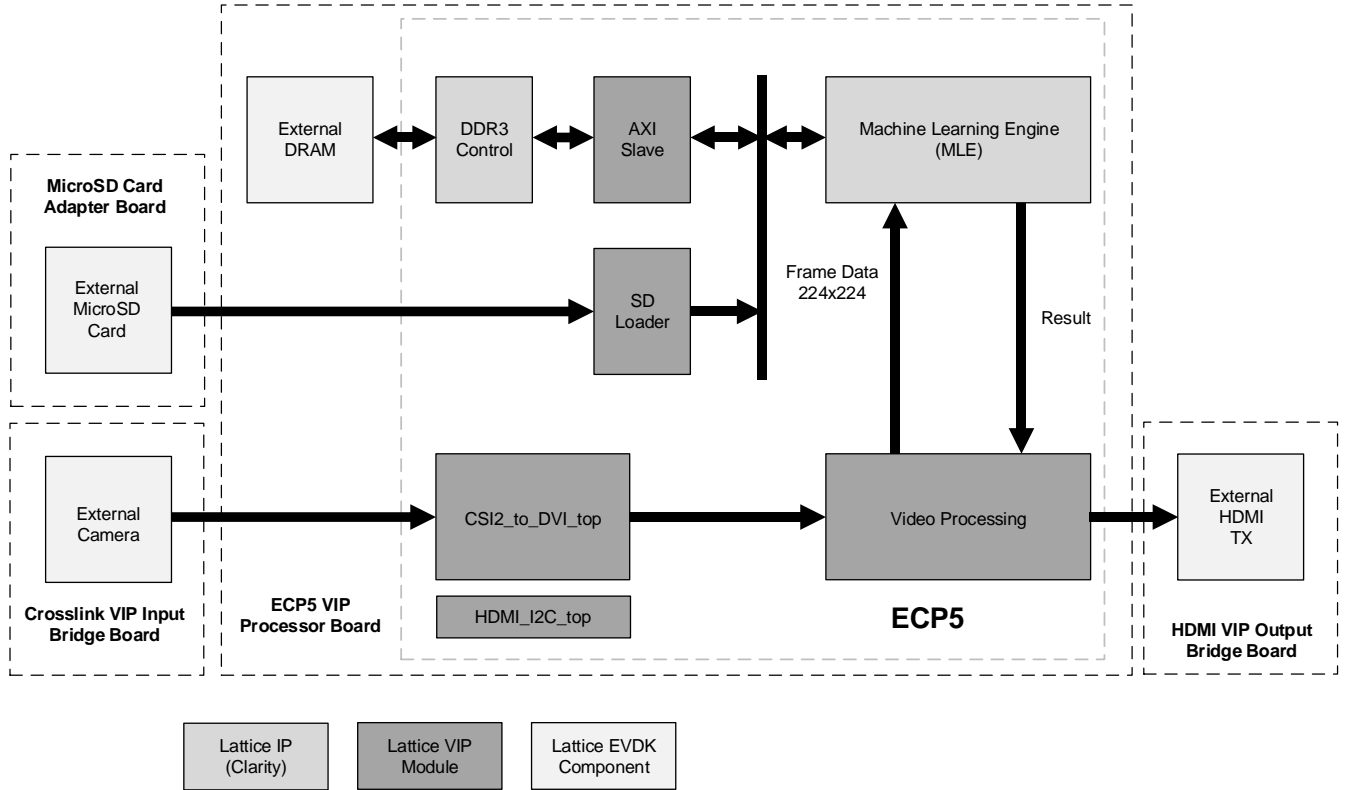 External
DRAM
DDR3
Control
AXI
Slave
Machine Learning Engine
(MLE)
MicroSD Card
Adapter Board
External
MicroSD
Card
SD
Loader
Frame Data
224x224
Result
External
Camera
CSI2_to_DVI_top
Video Processing
External
HDMI
TX
Crosslink VIP Input
Bridge Board
ECP5 VIP
Processor Board
HDMI_I2C_top
ECP5
HDMI VIP Output
Bridge Board
Lattice IP
(Clarity)
Lattice VIP
Module
Lattice EVDK
Component